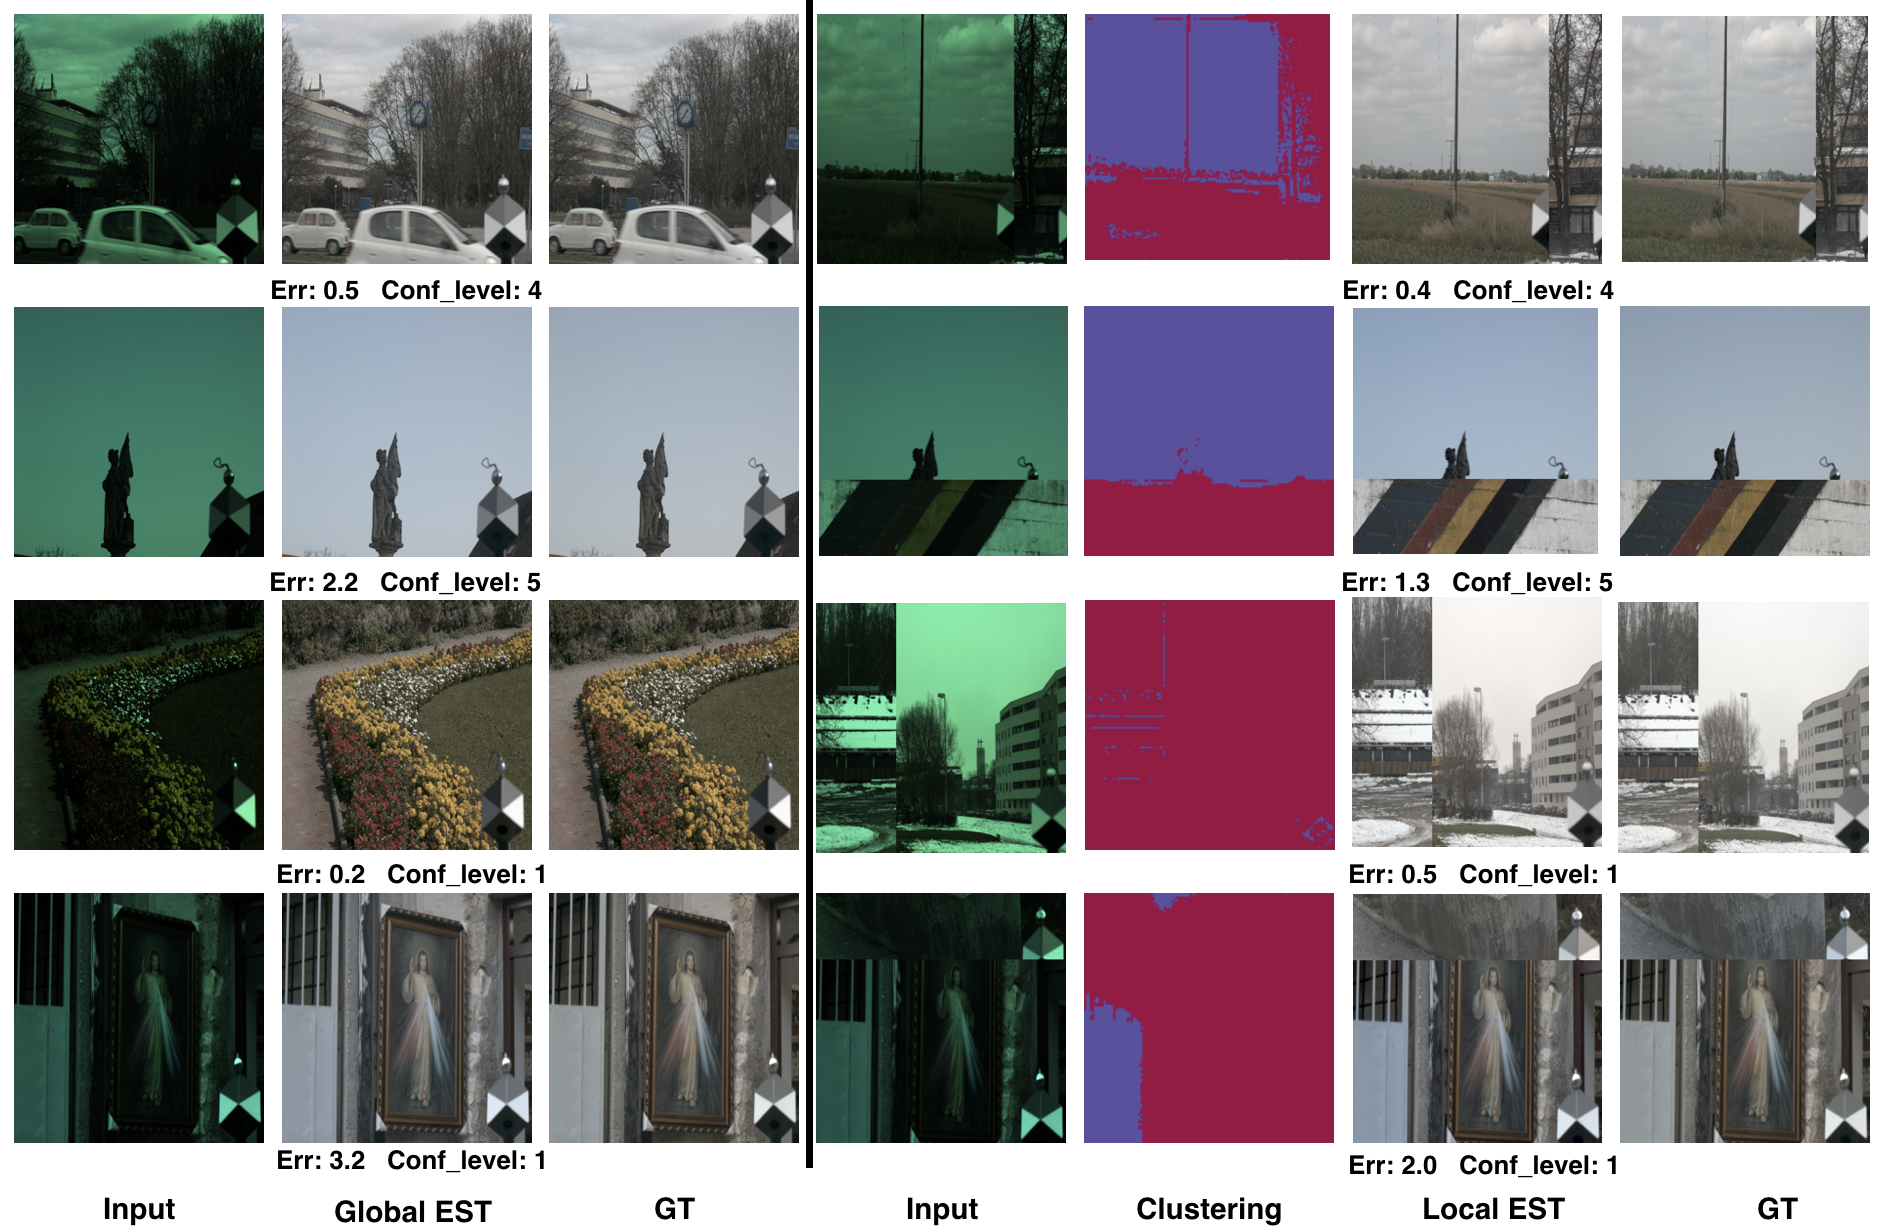 Err: 0.5 Conf_level: 4
Err: 0.4 Conf_level: 4
Err: 2.2 Conf_level: 5
Err: 1.3 Conf_level: 5
Err: 0.2 Conf_level: 1
Err: 0.5 Conf_level: 1
Err: 3.2 Conf_level: 1
Err: 2.0 Conf_level: 1
Input Global EST GT Input Clustering Local EST GT